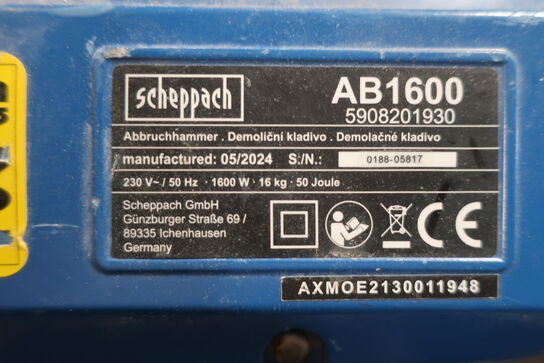 scheppach
AB1600
5908201930
Abbruchhammer . Demoliční kladivo . Demolačné kladivo
manufactured: 05/2024 S./N.: 0188-05817
230 V~ / 50 Hz · 1600 W · 16 kg · 50 Joule
Scheppach GmbH
Günzburger Straße 69 /
89335 Ichenhausen
Germany
CE
AXMOE2130011948